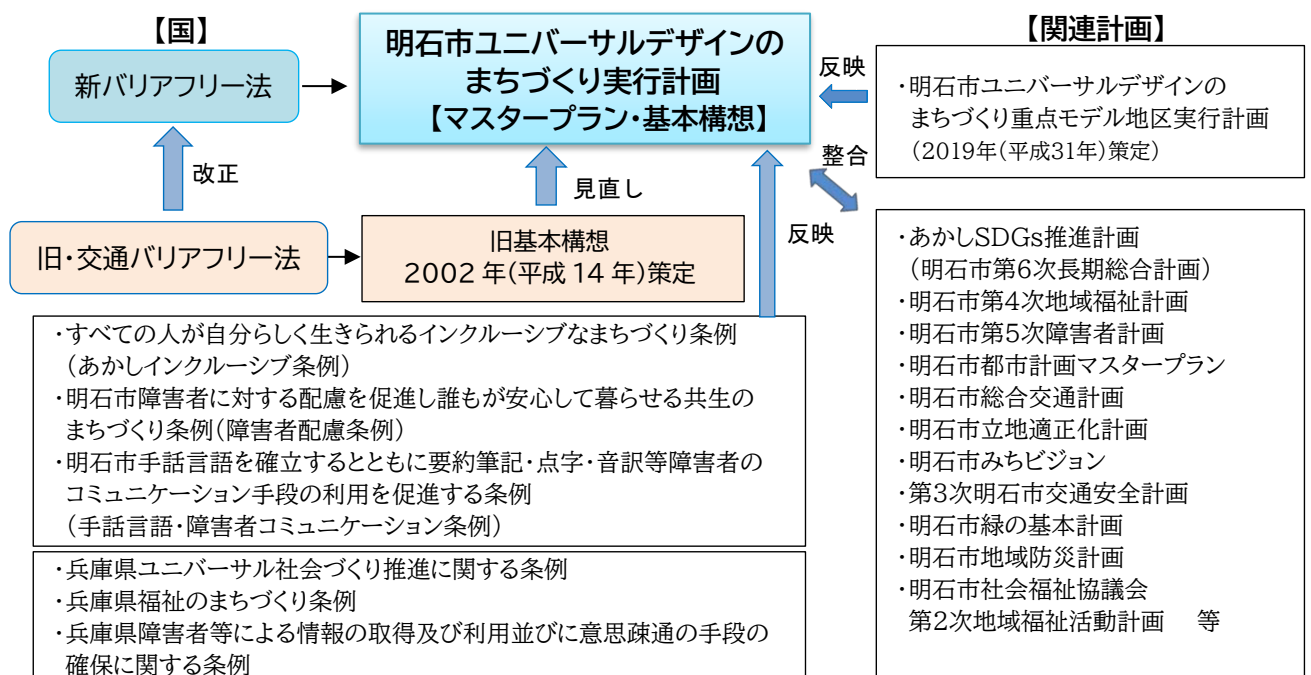 【国】
新バリアフリー法
改正
旧・交通バリアフリー法
明石市ユニバーサルデザインの
まちづくり実行計画
【マスタープラン・基本構想】
見直し
旧基本構想
2002 年(平成 14 年)策定
反映
整合
反映
【関連計画】
・明石市ユニバーサルデザインの
まちづくり重点モデル地区実行計画
(2019年(平成31年)策定)
・あかしSDGs推進計画
(明石市第6次長期総合計画)
・明石市第4次地域福祉計画
・明石市第5次障害者計画
・明石市都市計画マスタープラン
・明石市総合交通計画
・明石市立地適正化計画
・明石市みちビジョン
・第3次明石市交通安全計画
・明石市緑の基本計画
・明石市地域防災計画
・明石市社会福祉協議会
第2次地域福祉活動計画 等
・すべての人が自分らしく生きられるインクルーシブなまちづくり条例
(あかしインクルーシブ条例)
・明石市障害者に対する配慮を促進し誰もが安心して暮らせる共生の
まちづくり条例(障害者配慮条例)
・明石市手話言語を確立するとともに要約筆記・点字・音訳等障害者の
コミュニケーション手段の利用を促進する条例
(手話言語・障害者コミュニケーション条例)
・兵庫県ユニバーサル社会づくり推進に関する条例
・兵庫県福祉のまちづくり条例
・兵庫県障害者等による情報の取得及び利用並びに意思疎通の手段の
確保に関する条例